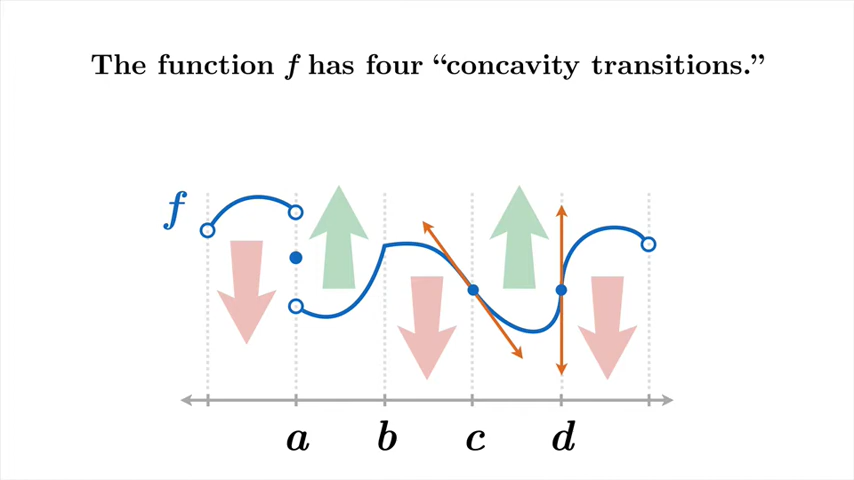 The function f has four “concavity transitions.”
f
a b c d